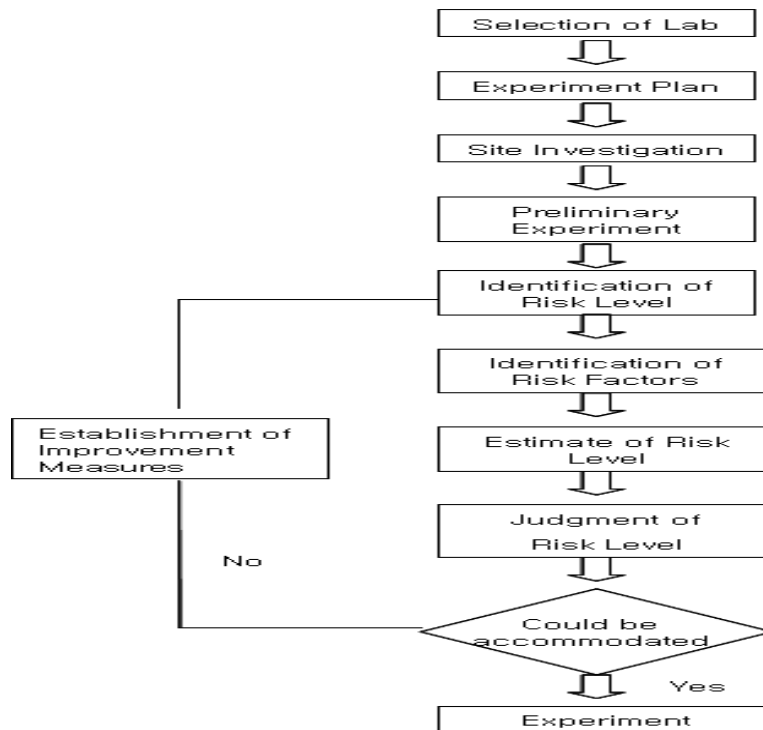 Selection of Lab
Experiment Plan
Site Investigation
Preliminary
Experiment
Identification of
Risk Level
Identification of
Risk Factors
Establishment of
Improvement
Measures
Estimate of Risk
Level
Judgment of
Risk Level
No
Could be
accommodated
Yes
Experiment